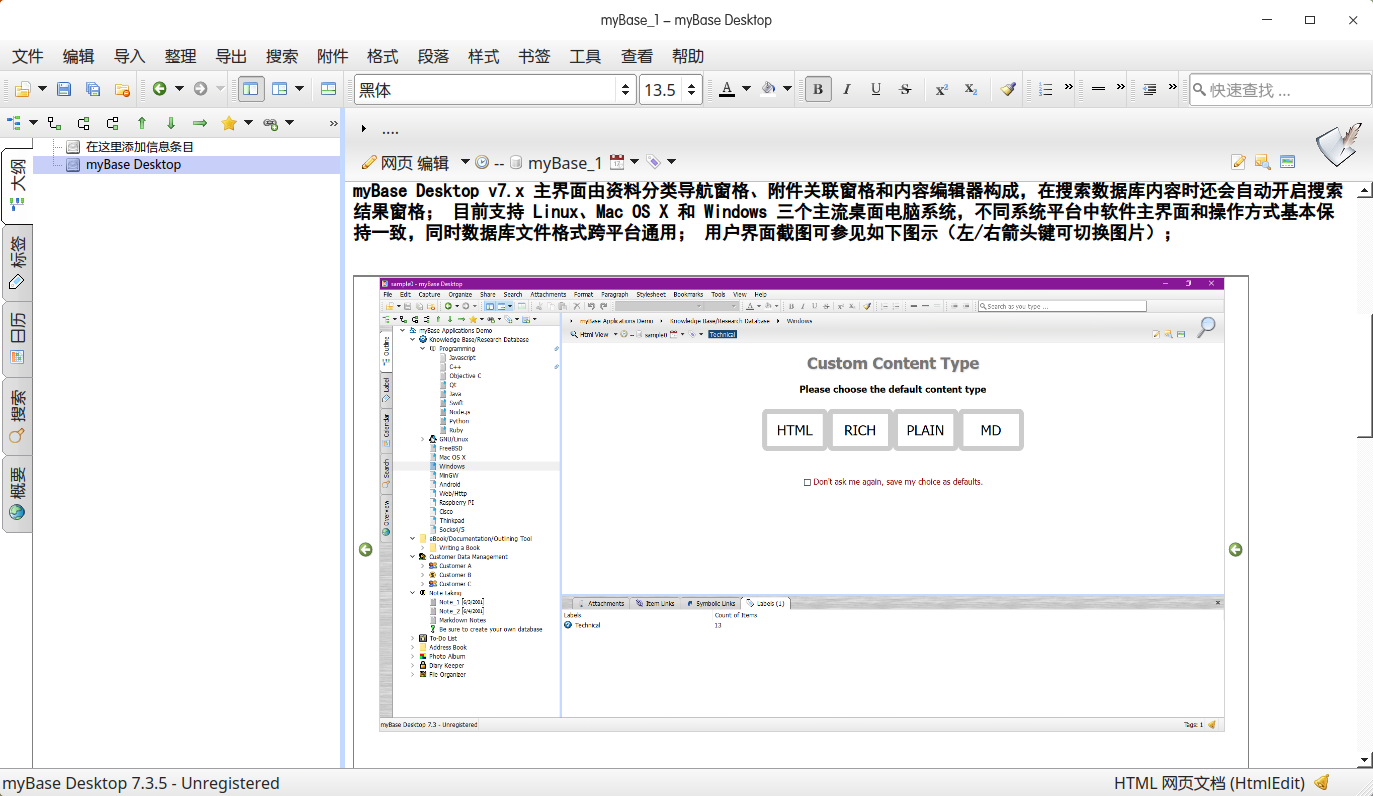 myBase_1 – myBase Desktop
文件 编辑 导入 整理 导出 搜索 附件 格式 段落 样式 书签 工具 查看 帮助
黑体 13.5 A B I U S x² X₂ 快速查找 ...
在这里添加信息条目
myBase Desktop
大纲
标签
日历
搜索
概要
....
网页 编辑 -- myBase_1
myBase Desktop v7.x 主界面由资料分类导航窗格、附件关联窗格和内容编辑器构成，在搜索数据库内容时还会自动开启搜索
结果窗格； 目前支持 Linux、Mac OS X 和 Windows 三个主流桌面电脑系统，不同系统平台中软件主界面和操作方式基本保
持一致，同时数据库文件格式跨平台通用； 用户界面截图可参见如下图示（左/右箭头键可切换图片）；
sample0 - myBase Desktop
File Edit Capture Organize Share Search Attachments Format Paragraph Stylesheet Bookmarks Tools View Help
Search as you type ...
Outline
Label
Calendar
Search
Overview
myBase Applications Demo
Knowledge Base/Research Database
Programming
Javascript
C++
Objective C
QT
Java
Swift
Node.js
Python
Ruby
GNU/Linux
FreeBSD
Mac OS X
Windows
MinGW
Android
Web/Http
Raspberry PI
Cisco
Thinkpad
Socks4/5
eBook/Documentation/Outlining Tool
Writing a Book
Customer Data Management
Customer A
Customer B
Customer C
Note taking
Note_1 [6/3/2001]
Note_2 [6/4/2001]
Markdown Notes
Be sure to create your own database
To-Do List
Address Book
Photo Album
Diary Keeper
File Organizer
myBase Applications Demo Knowledge Base/Research Database Windows
Html View -- sample0 Technical
Custom Content Type
Please choose the default content type
HTML RICH PLAIN MD
Don't ask me again, save my choice as defaults.
Attachments Item Links Symbolic Links Labels (1)
Labels Count of Items
Technical 13
myBase Desktop 7.3 - Unregistered Tags: 1
myBase Desktop 7.3.5 - Unregistered HTML 网页文档 (HtmlEdit)